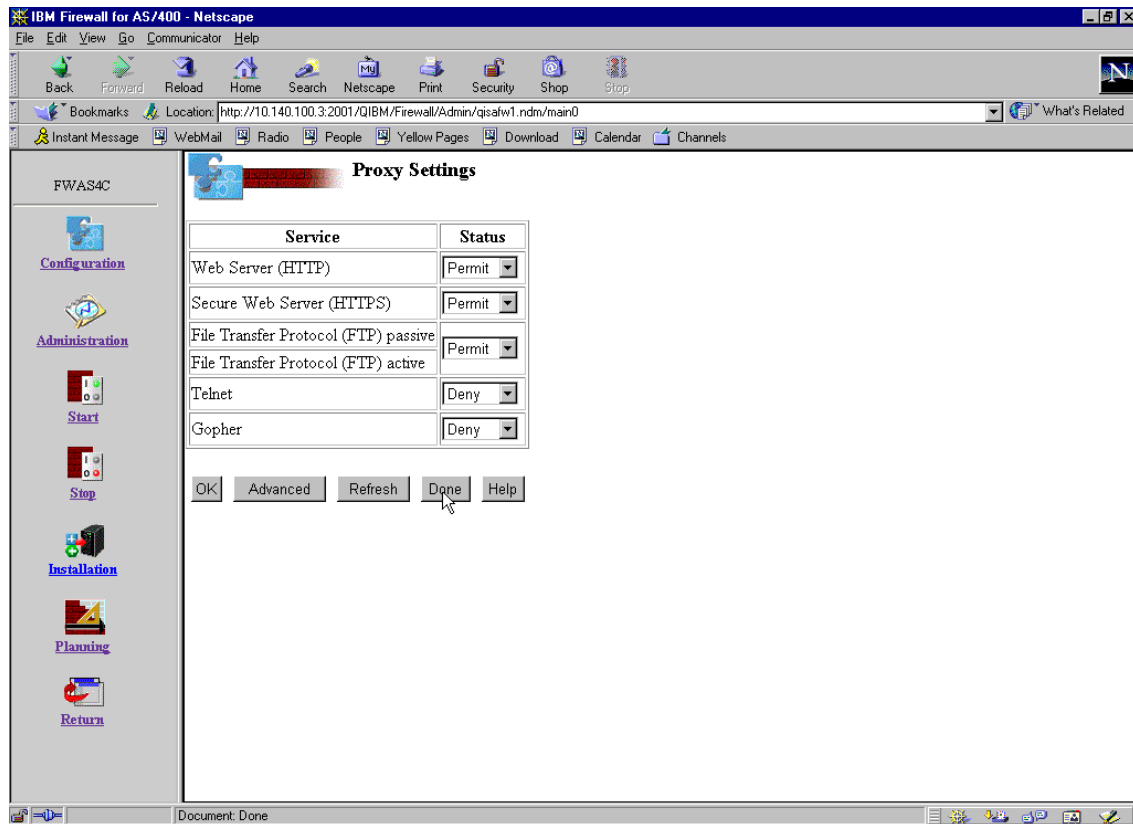 IBM Firewall for AS/400 - Netscape
File Edit View Go Communicator Help
My
N
Back Forward Reload Home Search Netscape Print Security Shop Stop
Bookmarks Location: http://10.140.100.3:2001/QIBM/Firewall/Admin/qisafw1.ndm/main0 What's Related
Instant Message WebMail Radio People Yellow Pages Download Calendar Channels
FWAS4C
Configuration
Administration
Start
Stop
Installation
Planning
Return
Proxy Settings
Service Status
Web Server (HTTP) Permit
Secure Web Server (HTTPS) Permit
File Transfer Protocol (FTP) passive Permit
File Transfer Protocol (FTP) active
Telnet Deny
Gopher Deny
OK Advanced Refresh Done Help
Document: Done